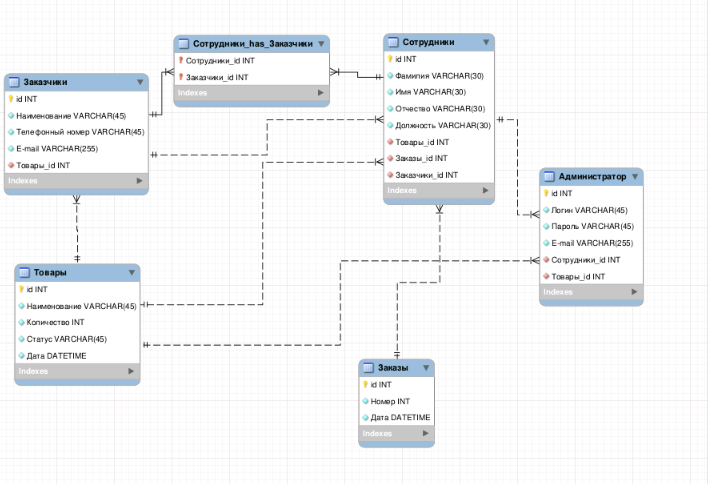 Сотрудники_has_Заказчики
Сотрудники_id INT
Заказчики_id INT
Indexes
Сотрудники
id INT
Фамилия VARCHAR(30)
Имя VARCHAR(30)
Отчество VARCHAR(30)
Должность VARCHAR(30)
Товары_id INT
Заказы_id INT
Заказчики_id INT
Indexes
Заказчики
id INT
Наименование VARCHAR(45)
Телефонный номер VARCHAR(45)
E-mail VARCHAR(255)
Товары_id INT
Indexes
Администратор
id INT
Логин VARCHAR(45)
Пароль VARCHAR(45)
E-mail VARCHAR(255)
Сотрудники_id INT
Товары_id INT
Indexes
Товары
id INT
Наименование VARCHAR(45)
Количество INT
Статус VARCHAR(45)
Дата DATETIME
Indexes
Заказы
id INT
Номер INT
Дата DATETIME
Indexes